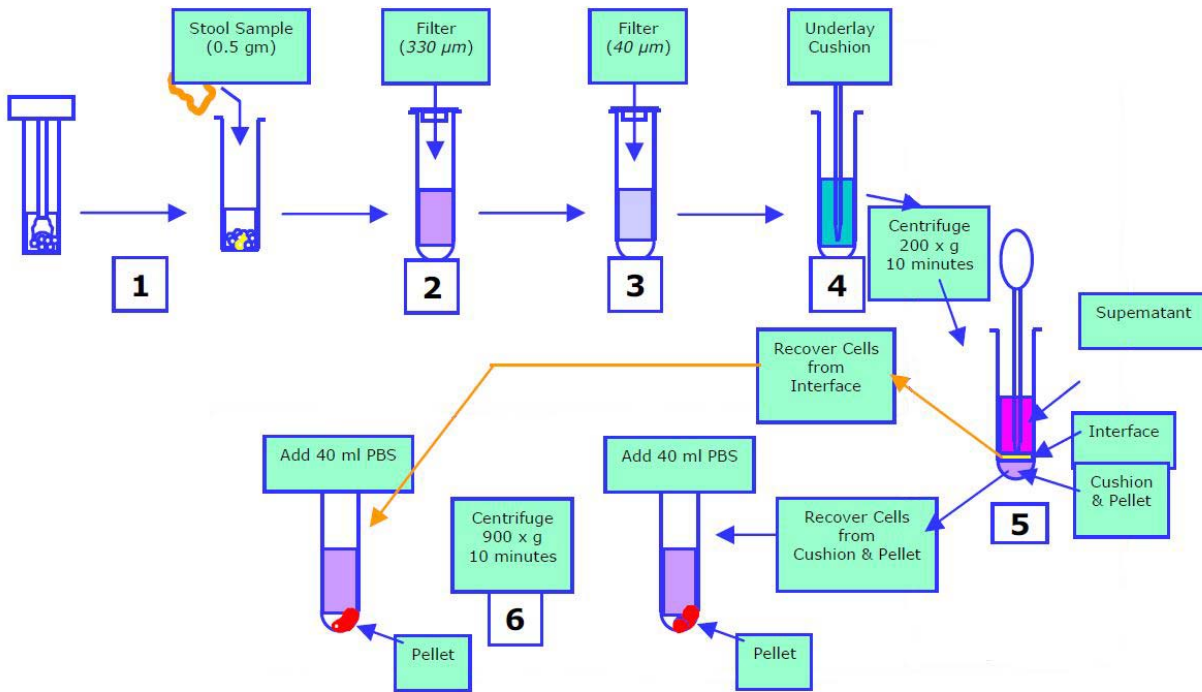 Stool Sample
(0.5 gm)
Filter
(330 µm)
Filter
(40 µm)
Underlay
Cushion
1
2
3
4
Centrifuge
200 x g
10 minutes
Supematant
Interface
Cushion
& Pellet
5
Recover Cells
from
Interface
Recover Cells
from
Cushion & Pellet
Add 40 ml PBS
Add 40 ml PBS
Centrifuge
900 x g
10 minutes
6
Pellet
Pellet